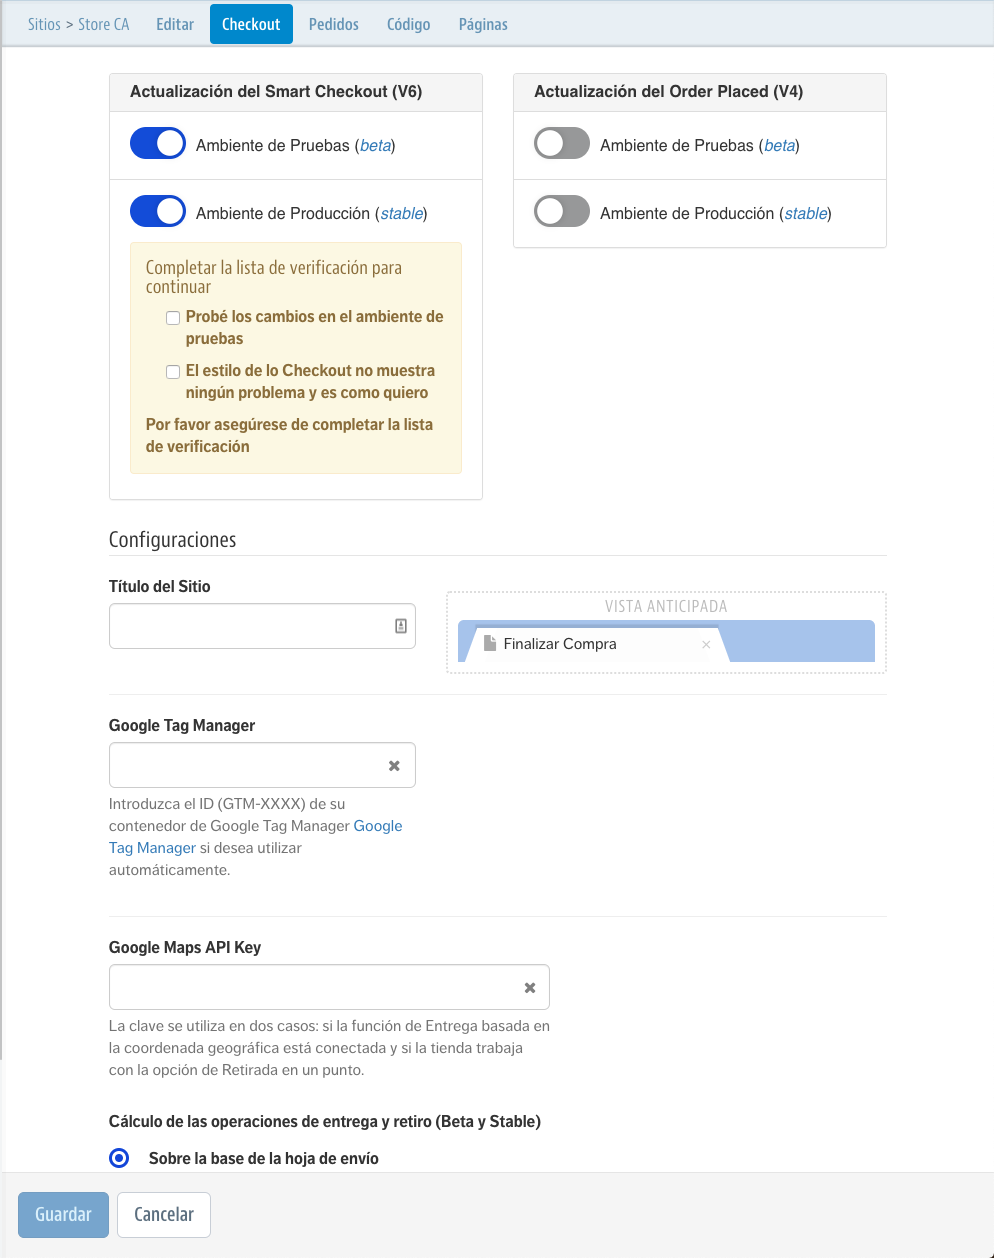 Sitios > Store CA Editar Checkout Pedidos Código Páginas
Actualización del Smart Checkout (V6)
Ambiente de Pruebas (beta)
Ambiente de Producción (stable)
Completar la lista de verificación para
continuar
Probé los cambios en el ambiente de
pruebas
El estilo de lo Checkout no muestra
ningún problema y es como quiero
Por favor asegúrese de completar la lista
de verificación
Actualización del Order Placed (V4)
Ambiente de Pruebas (beta)
Ambiente de Producción (stable)
Configuraciones
Título del Sitio
VISTA ANTICIPADA
Finalizar Compra ×
Google Tag Manager
Introduzca el ID (GTM-XXXX) de su
contenedor de Google Tag Manager Google
Tag Manager si desea utilizar
automáticamente.
Google Maps API Key
La clave se utiliza en dos casos: si la función de Entrega basada en
la coordenada geográfica está conectada y si la tienda trabaja
con la opción de Retirada en un punto.
Cálculo de las operaciones de entrega y retiro (Beta y Stable)
Sobre la base de la hoja de envío
Guardar Cancelar